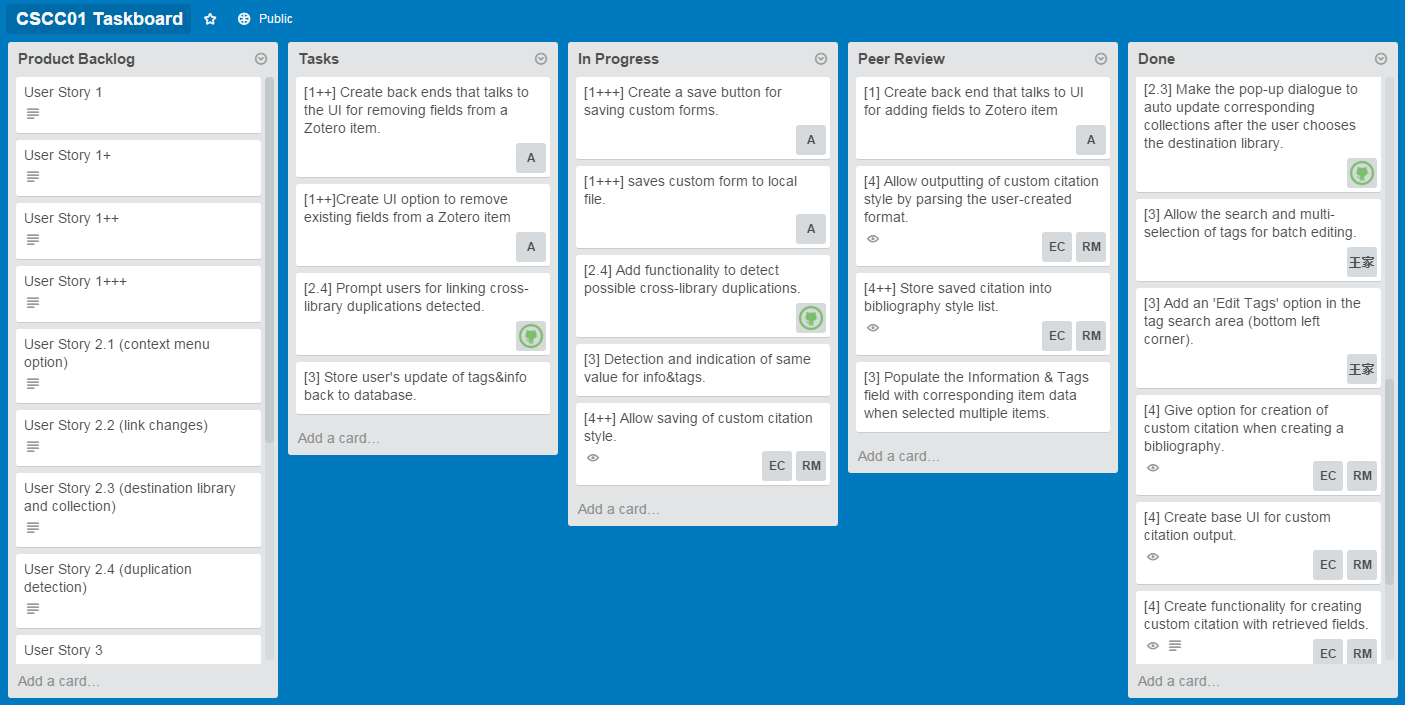 CSCC01 Taskboard
Public
Product Backlog
User Story 1
User Story 1+
User Story 1++
User Story 1+++
User Story 2.1 (context menu
option)
User Story 2.2 (link changes)
User Story 2.3 (destination library
and collection)
User Story 2.4 (duplication
detection)
User Story 3
Add a card…
Tasks
[1++] Create back ends that talks to
the UI for removing fields from a
Zotero item.
A
[1++]Create UI option to remove
existing fields from a Zotero item
A
[2.4] Prompt users for linking cross-
library duplications detected.
[3] Store user's update of tags&info
back to database.
Add a card…
In Progress
[1+++] Create a save button for
saving custom forms.
A
[1+++] saves custom form to local
file.
A
[2.4] Add functionality to detect
possible cross-library duplications.
[3] Detection and indication of same
value for info&tags.
[4++] Allow saving of custom citation
style.
EC RM
Add a card…
Peer Review
[1] Create back end that talks to UI
for adding fields to Zotero item
A
[4] Allow outputting of custom citation
style by parsing the user-created
format.
EC RM
[4++] Store saved citation into
bibliography style list.
EC RM
[3] Populate the Information & Tags
field with corresponding item data
when selected multiple items.
Add a card…
Done
[2.3] Make the pop-up dialogue to
auto update corresponding
collections after the user chooses
the destination library.
[3] Allow the search and multi-
selection of tags for batch editing.
王家
[3] Add an 'Edit Tags' option in the
tag search area (bottom left
corner).
王家
[4] Give option for creation of
custom citation when creating a
bibliography.
EC RM
[4] Create base UI for custom
citation output.
EC RM
[4] Create functionality for creating
custom citation with retrieved fields.
EC RM
Add a card…